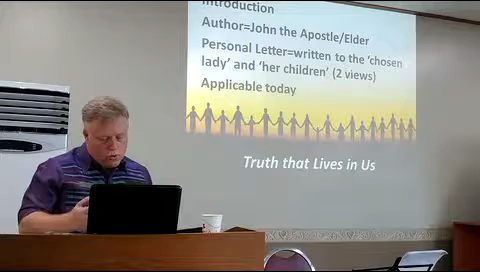 Introduction
Author=John the Apostle/Elder
Personal Letter=written to the 'chosen
lady' and 'her children' (2 views)
Applicable today
Truth that Lives in Us